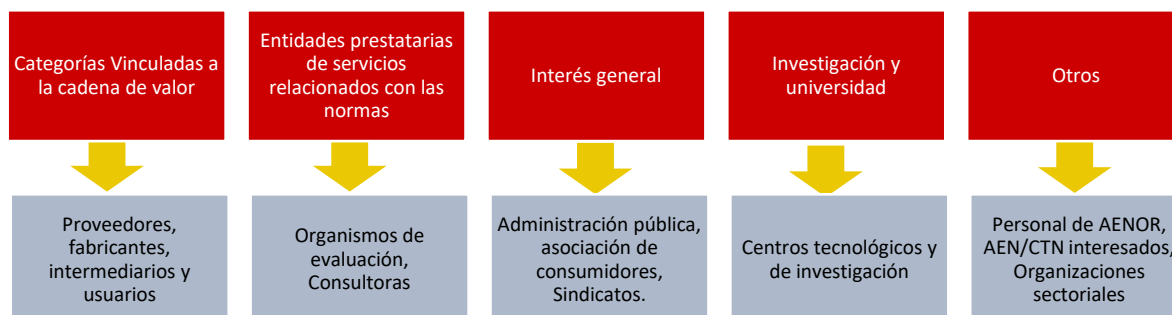 Categorías Vinculadas a
la cadena de valor
Entidades prestatarias
de servicios
relacionados con las
normas
Interés general
Investigación y
universidad
Otros
Proveedores,
fabricantes,
intermediarios y
usuarios
Organismos de
evaluación,
Consultoras
Administración pública,
asociación de
consumidores,
Sindicatos.
Centros tecnológicos y
de investigación
Personal de AENOR,
AEN/CTN interesados,
Organizaciones
sectoriales